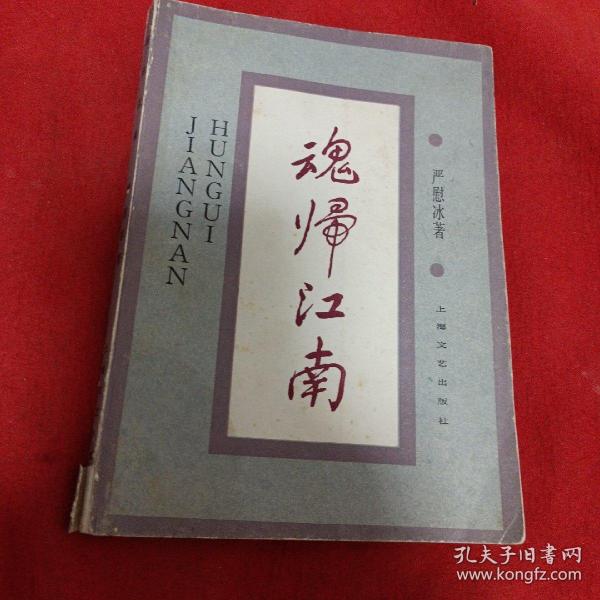 魂归江南
HUNGUI
JIANGNAN
严慰冰著
上海文艺出版社
孔夫子旧书网
www.kongfz.com